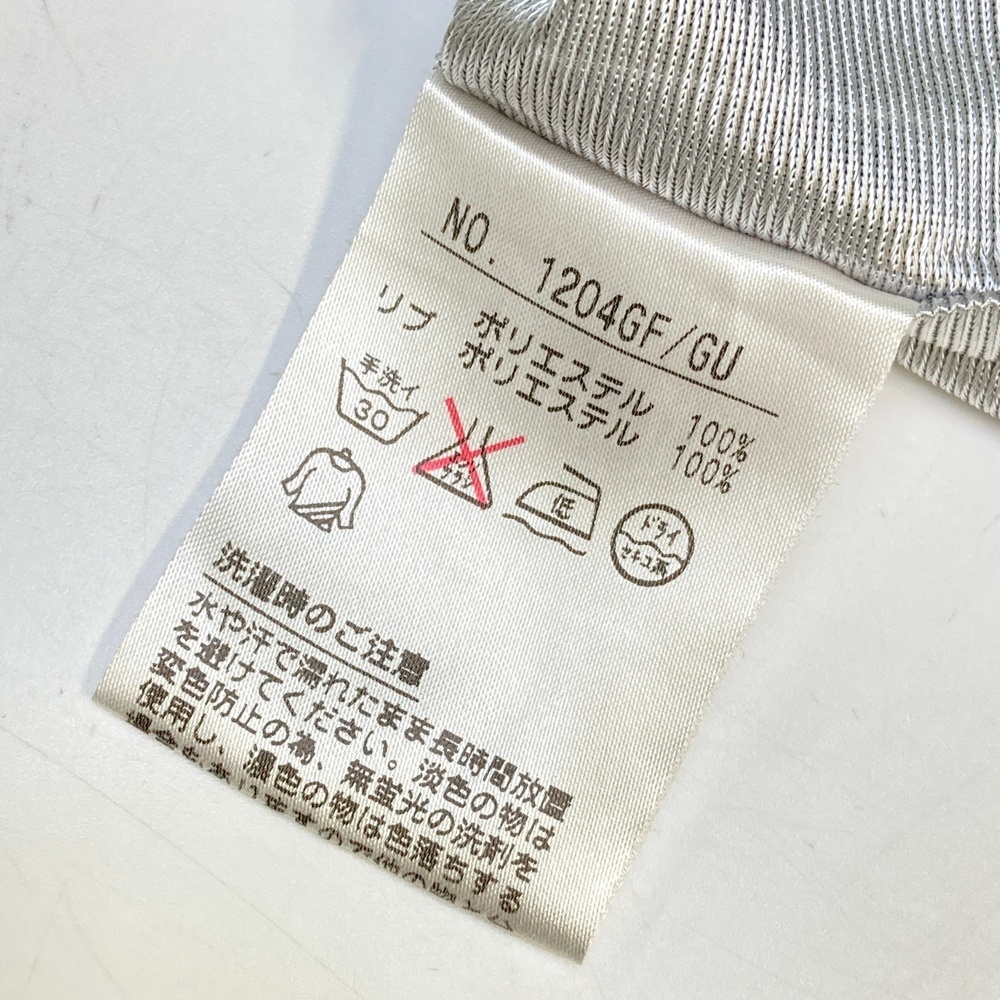 NO. 1204GF/GU
ポリエステル 100%
リブ ポリエステル 100%
手洗イ
30
低
ドライ
セキユ系
洗濯時のご注意
水や汗で濡れたまま長時間放置
を避けてください。淡色の物は
変色防止の為、無蛍光の洗剤を
使用し、濃色の物は色落ちする